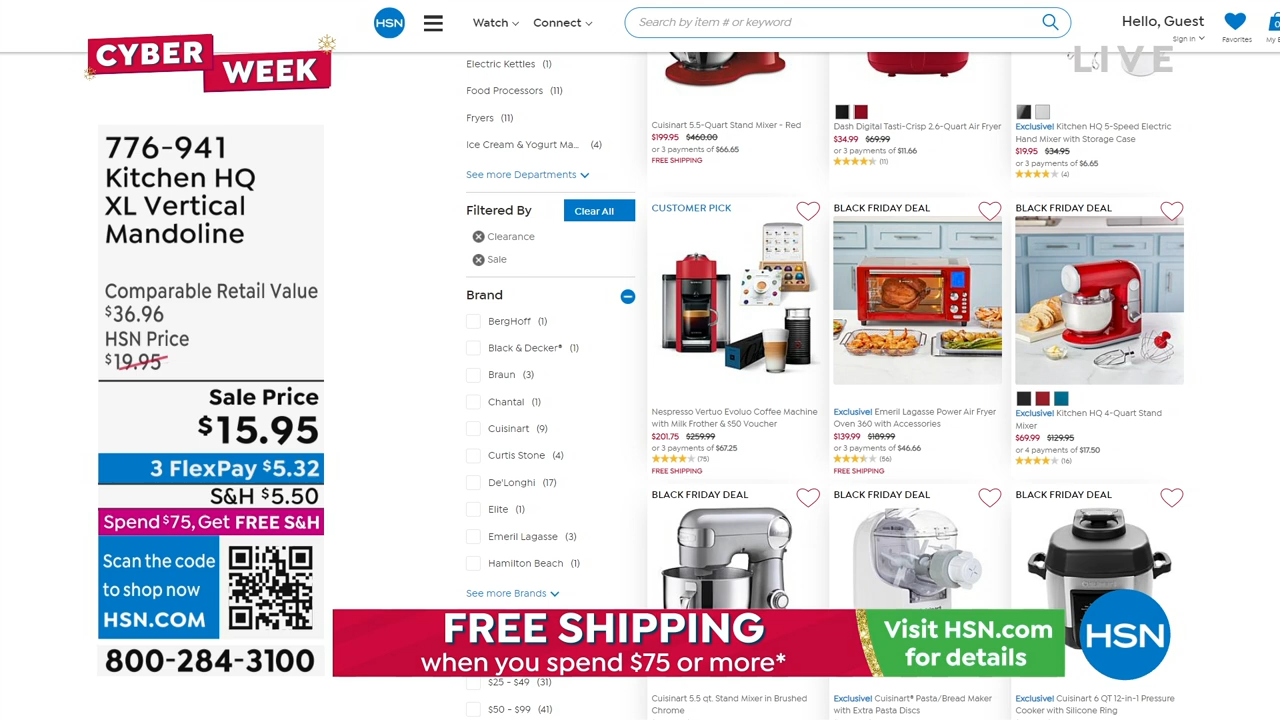 HSN
Watch
Connect
Search by item # or keyword
Hello, Guest
Sign In
Favorites
0
LIVE
CYBER
WEEK
776-941
Kitchen HQ
XL Vertical
Mandoline
Comparable Retail Value
$36.96
HSN Price
$19.95
Sale Price
$15.95
3 FlexPay $5.32
S&H $5.50
Spend $75, Get FREE S&H
Scan the code
to shop now
HSN.COM
800-284-3100
Electric Kettles (1)
Food Processors (11)
Fryers (11)
Ice Cream & Yogurt Ma... (4)
See more Departments
Filtered By
Clear All
Clearance
Sale
Brand
BergHoff (1)
Black & Decker® (1)
Braun (3)
Chantal (1)
Cuisinart (9)
Curtis Stone (4)
De'Longhi (17)
Elite (1)
Emeril Lagasse (3)
Hamilton Beach (1)
See more Brands
$25 - $49 (31)
$50 - $99 (41)
Cuisinart 5.5-Quart Stand Mixer - Red
$199.95 $460.00
or 3 payments of $66.65
FREE SHIPPING
Dash Digital Tasti-Crisp 2.6-Quart Air Fryer
$34.99 $69.99
or 3 payments of $11.66
(11)
Exclusive! Kitchen HQ 5-Speed Electric
Hand Mixer with Storage Case
$19.95 $34.95
or 3 payments of $6.65
(4)
CUSTOMER PICK
Nespresso Vertuo Evoluo Coffee Machine
with Milk Frother & $50 Voucher
$201.75 $259.99
or 3 payments of $67.25
(75)
FREE SHIPPING
BLACK FRIDAY DEAL
Exclusive! Emeril Lagasse Power Air Fryer
Oven 360 with Accessories
$139.99 $189.99
or 3 payments of $46.66
(56)
FREE SHIPPING
BLACK FRIDAY DEAL
Exclusive! Kitchen HQ 4-Quart Stand
Mixer
$69.99 $129.95
or 4 payments of $17.50
(16)
BLACK FRIDAY DEAL
Cuisinart 5.5 qt. Stand Mixer in Brushed
Chrome
BLACK FRIDAY DEAL
Exclusive! Cuisinart® Pasta/Bread Maker
with Extra Pasta Discs
BLACK FRIDAY DEAL
Exclusive! Cuisinart 6 QT 12-in-1 Pressure
Cooker with Silicone Ring
FREE SHIPPING
when you spend $75 or more*
Visit HSN.com
for details
HSN